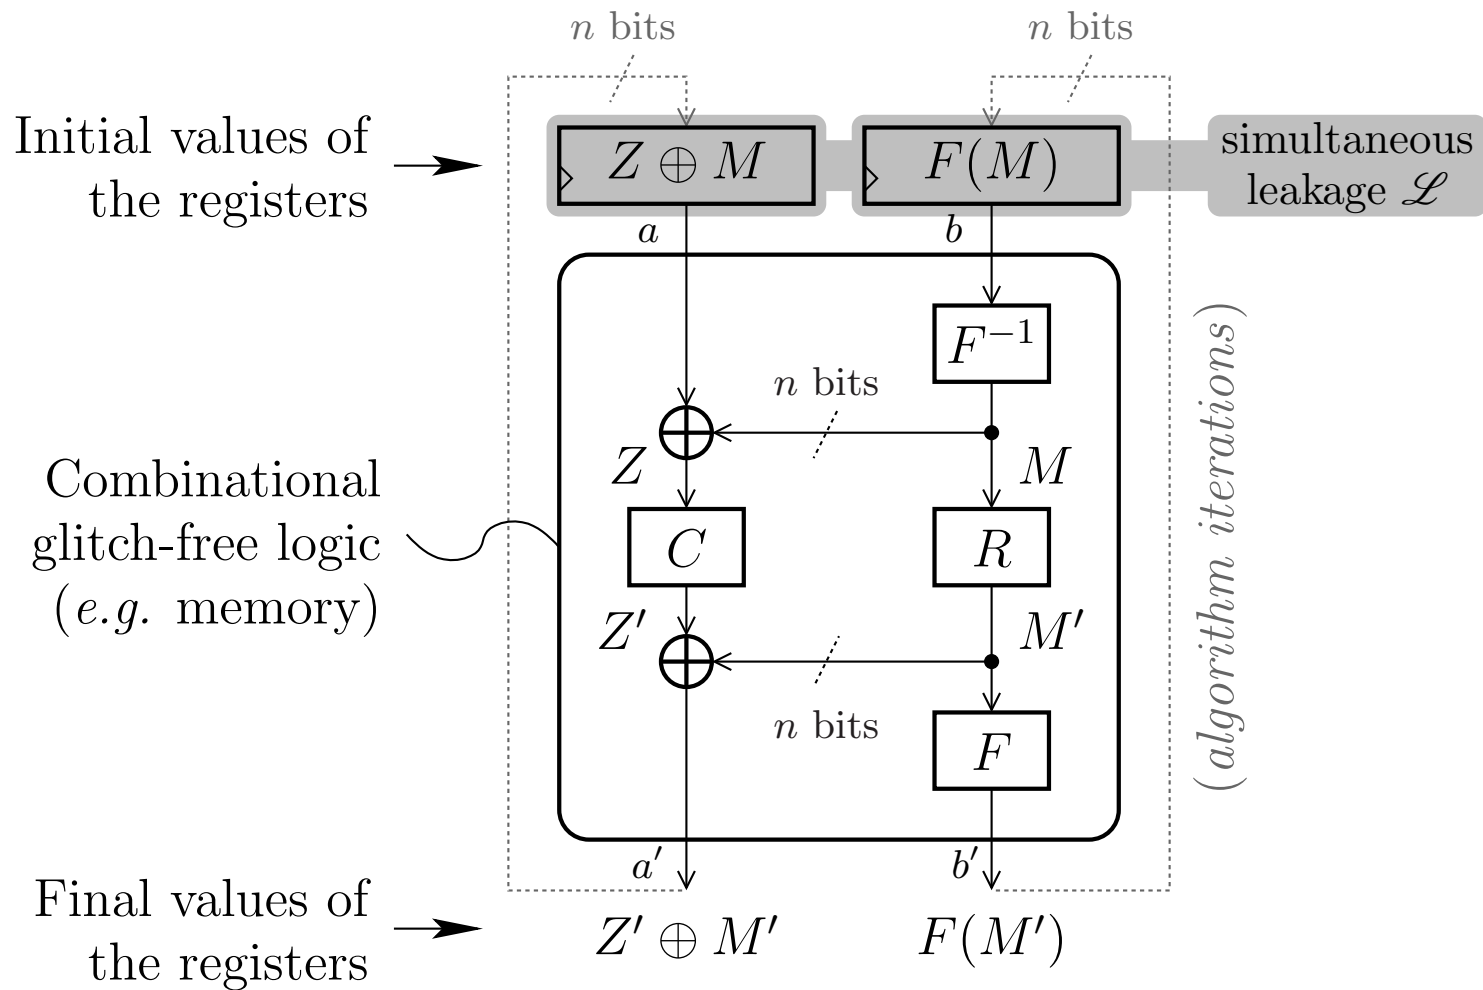 n bits
n bits
Initial values of
the registers
Z ⊕ M
F(M)
simultaneous
leakage ℒ
a
b
F⁻¹
n bits
Z
M
Combinational
glitch-free logic
(e.g. memory)
C
R
Z′
M′
n bits
F
(algorithm iterations)
a′
b′
Final values of
the registers
Z′ ⊕ M′
F(M′)